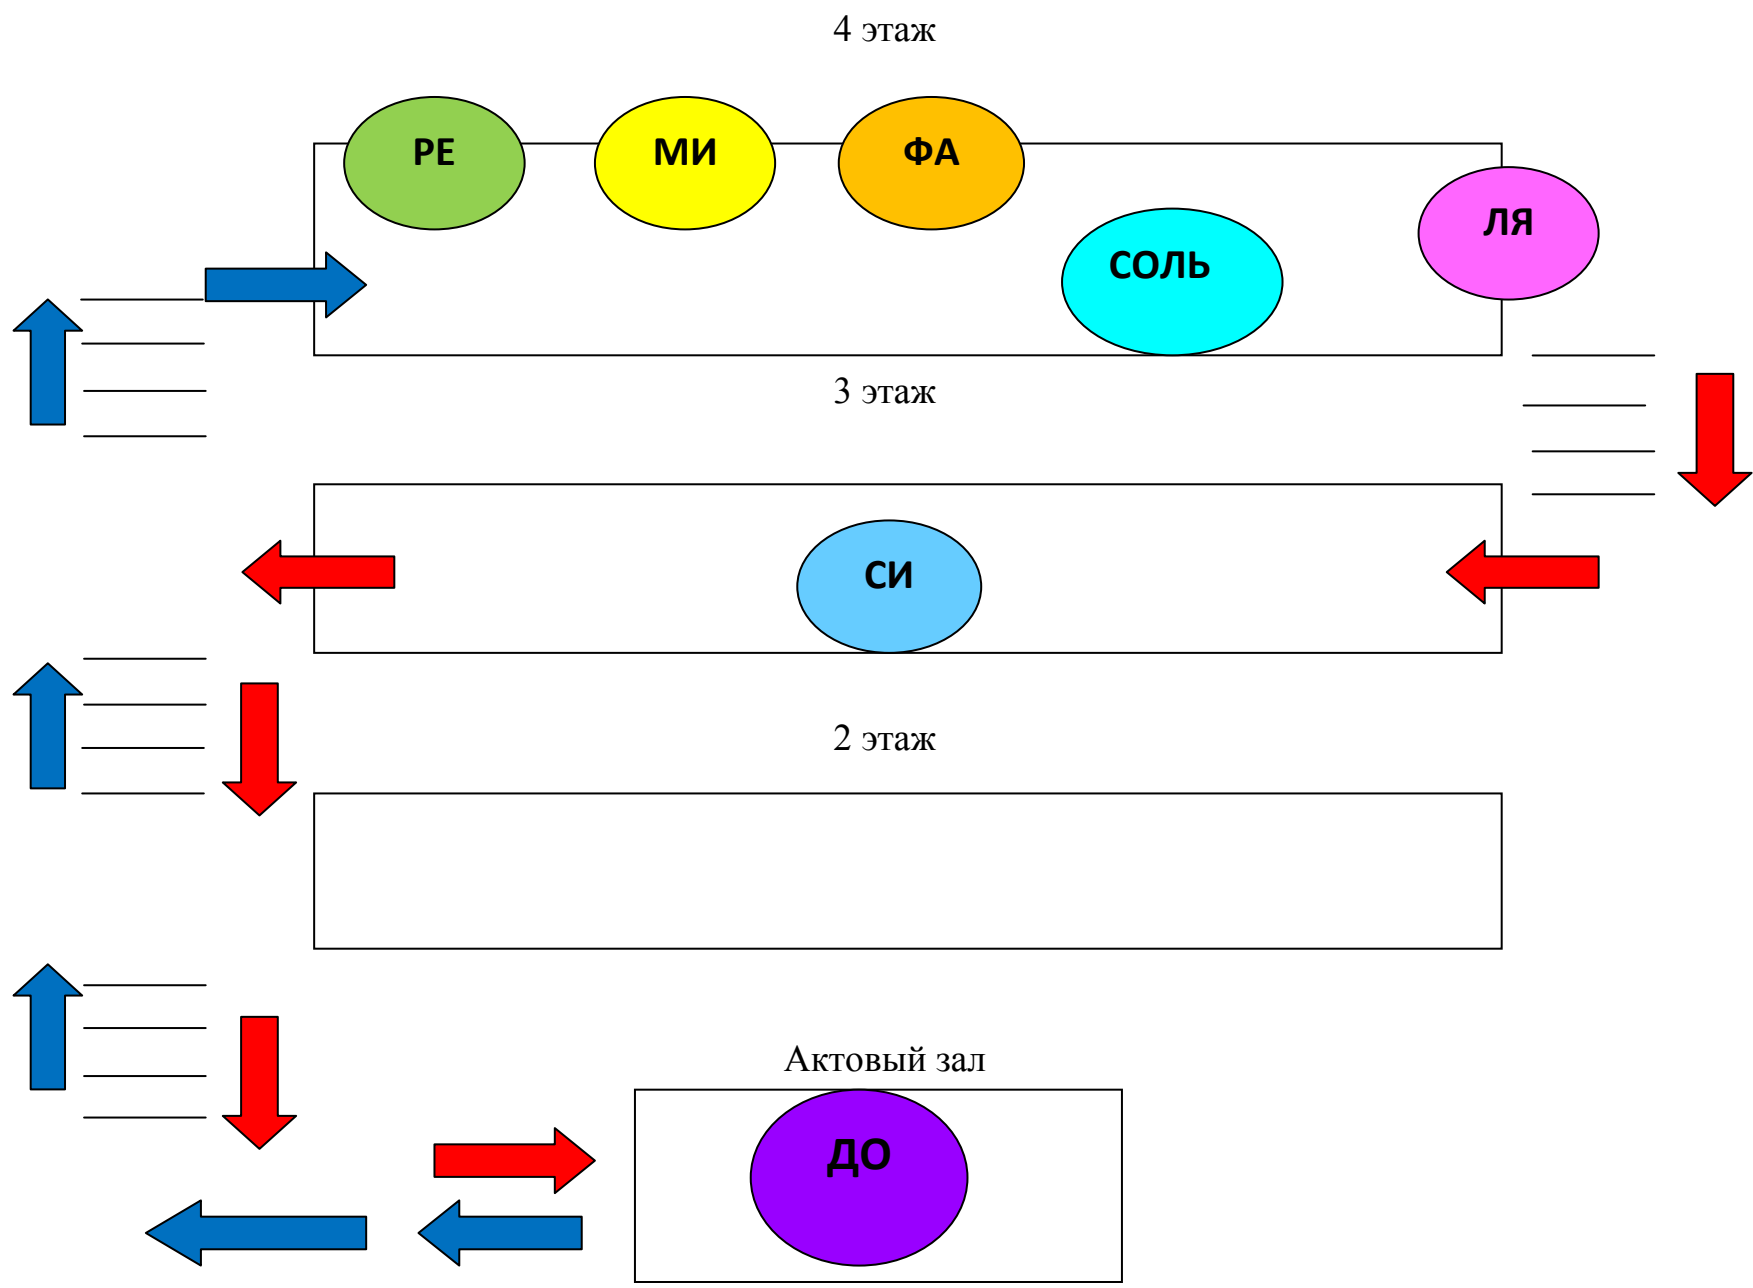 4 этаж
РЕ
МИ
ФА
СОЛЬ
ЛЯ
3 этаж
СИ
2 этаж
Актовый зал
ДО